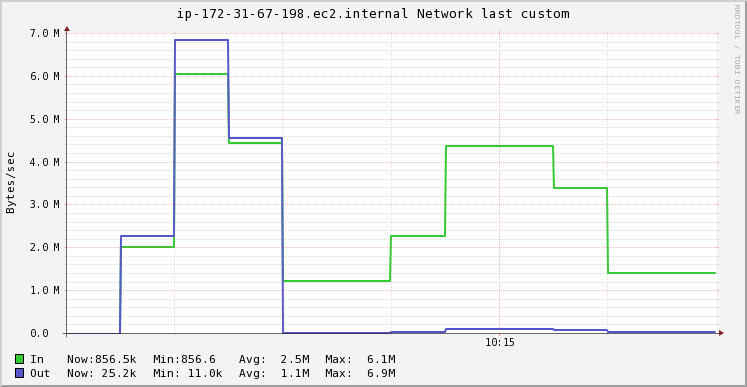 ip-172-31-67-198.ec2.internal Network last custom
RRDTOOL / TOBI OETIKER
Bytes/sec
7.0 M
6.0 M
5.0 M
4.0 M
3.0 M
2.0 M
1.0 M
0.0
10:15
In Now:856.5k Min:856.6 Avg: 2.5M Max: 6.1M
Out Now: 25.2k Min: 11.0k Avg: 1.1M Max: 6.9M